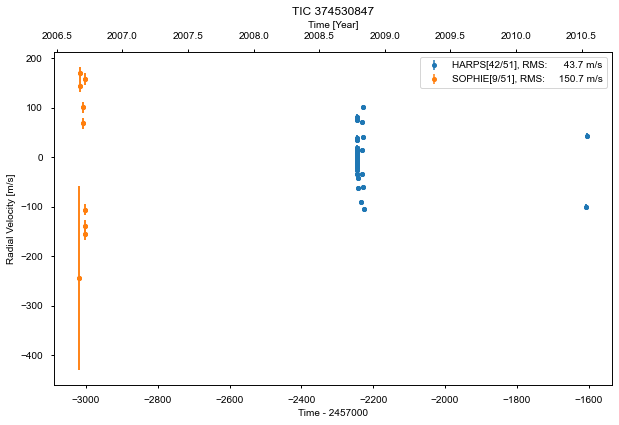 TIC 374530847
Time [Year]
2006.5 2007.0 2007.5 2008.0 2008.5 2009.0 2009.5 2010.0 2010.5
HARPS[42/51], RMS: 43.7 m/s
SOPHIE[9/51], RMS: 150.7 m/s
Radial Velocity [m/s]
200
100
0
−100
−200
−300
−400
−3000 −2800 −2600 −2400 −2200 −2000 −1800 −1600
Time - 2457000